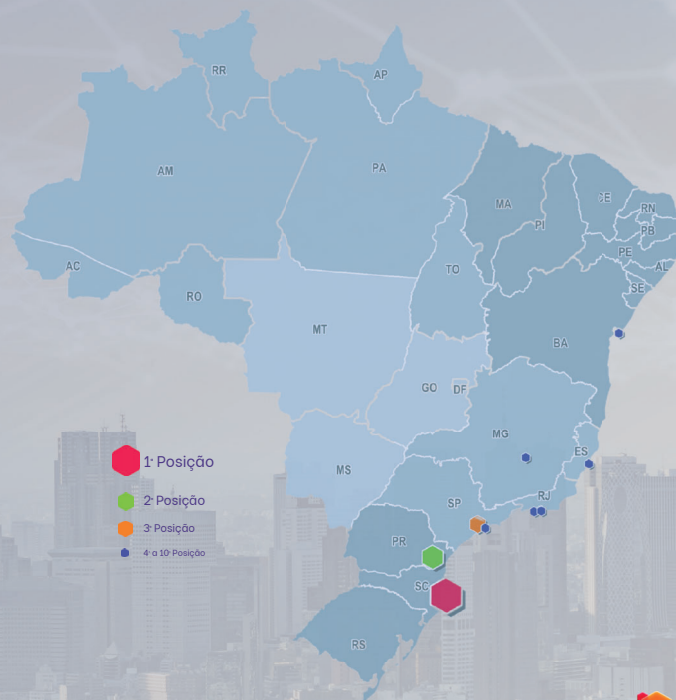 RR
AP
AM
PA
MA
CE
RN
PI
PB
PE
AC
TO
AL
RO
SE
MT
BA
GO
DF
MG
ES
MS
RJ
SP
PR
SC
RS
1ª Posição
2ª Posição
3ª Posição
4ª a 10ª Posição